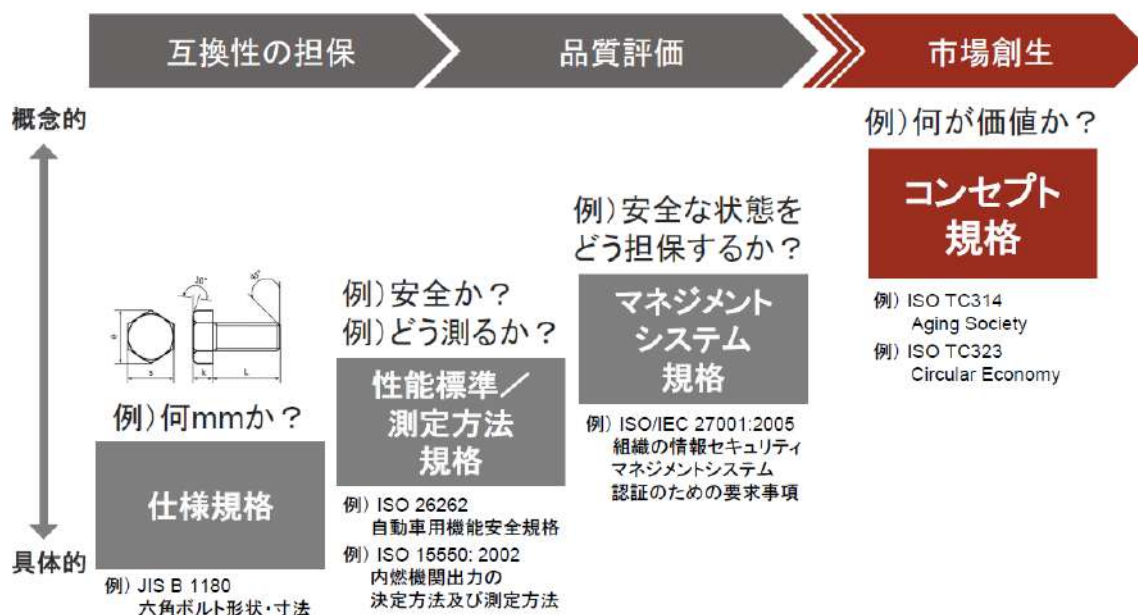 互換性の担保
品質評価
市場創生
概念的
具体的
例）何mmか？
仕様規格
例） JIS B 1180
六角ボルト形状・寸法
例）安全か？
例）どう測るか？
性能標準／
測定方法
規格
例） ISO 26262
自動車用機能安全規格
例） ISO 15550: 2002
内燃機関出力の
決定方法及び測定方法
例）安全な状態を
どう担保するか？
マネジメント
システム
規格
例） ISO/IEC 27001:2005
組織の情報セキュリティ
マネジメントシステム
認証のための要求事項
例）何が価値か？
コンセプト
規格
例） ISO TC314
Aging Society
例） ISO TC323
Circular Economy
s
k
L